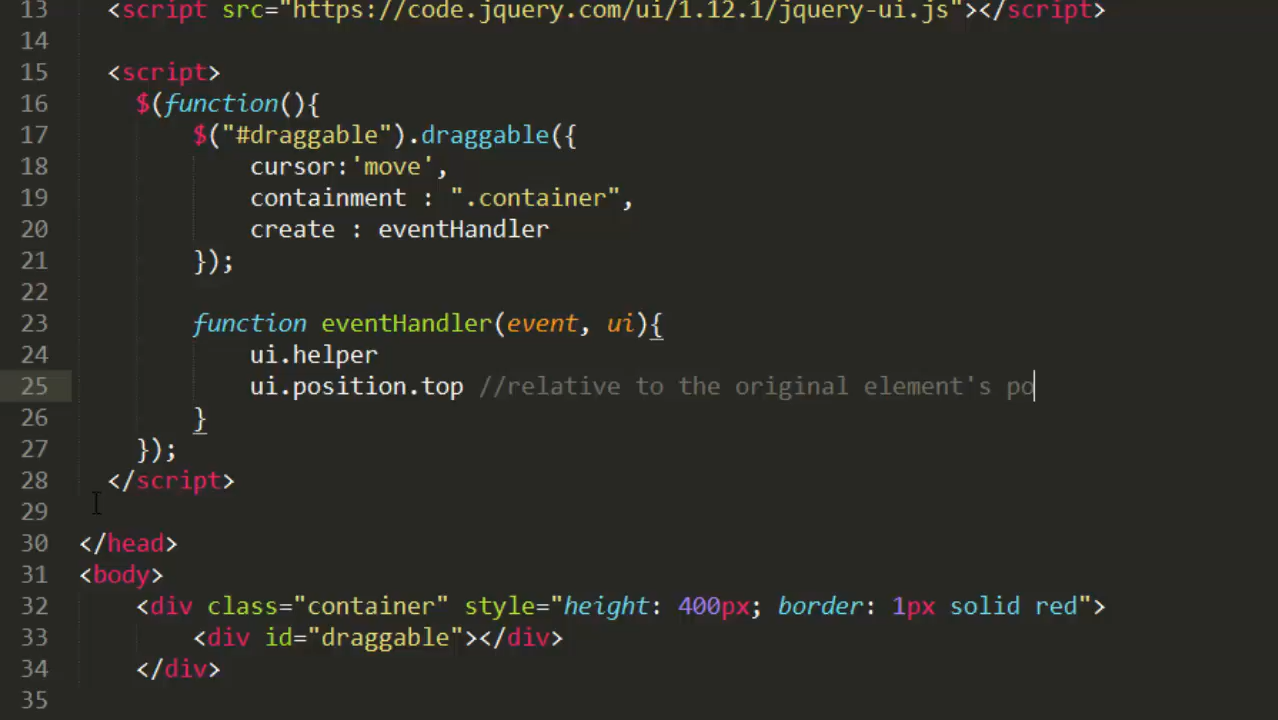 13 <script src="https://code.jquery.com/ui/1.12.1/jquery-ui.js"></script>
14
15 <script>
16 $(function(){
17 $("#draggable").draggable({
18 cursor:'move',
19 containment : ".container",
20 create : eventHandler
21 });
22
23 function eventHandler(event, ui){
24 ui.helper
25 ui.position.top //relative to the original element's po
26 }
27 });
28 </script>
29
30 </head>
31 <body>
32 <div class="container" style="height: 400px; border: 1px solid red">
33 <div id="draggable"></div>
34 </div>
35